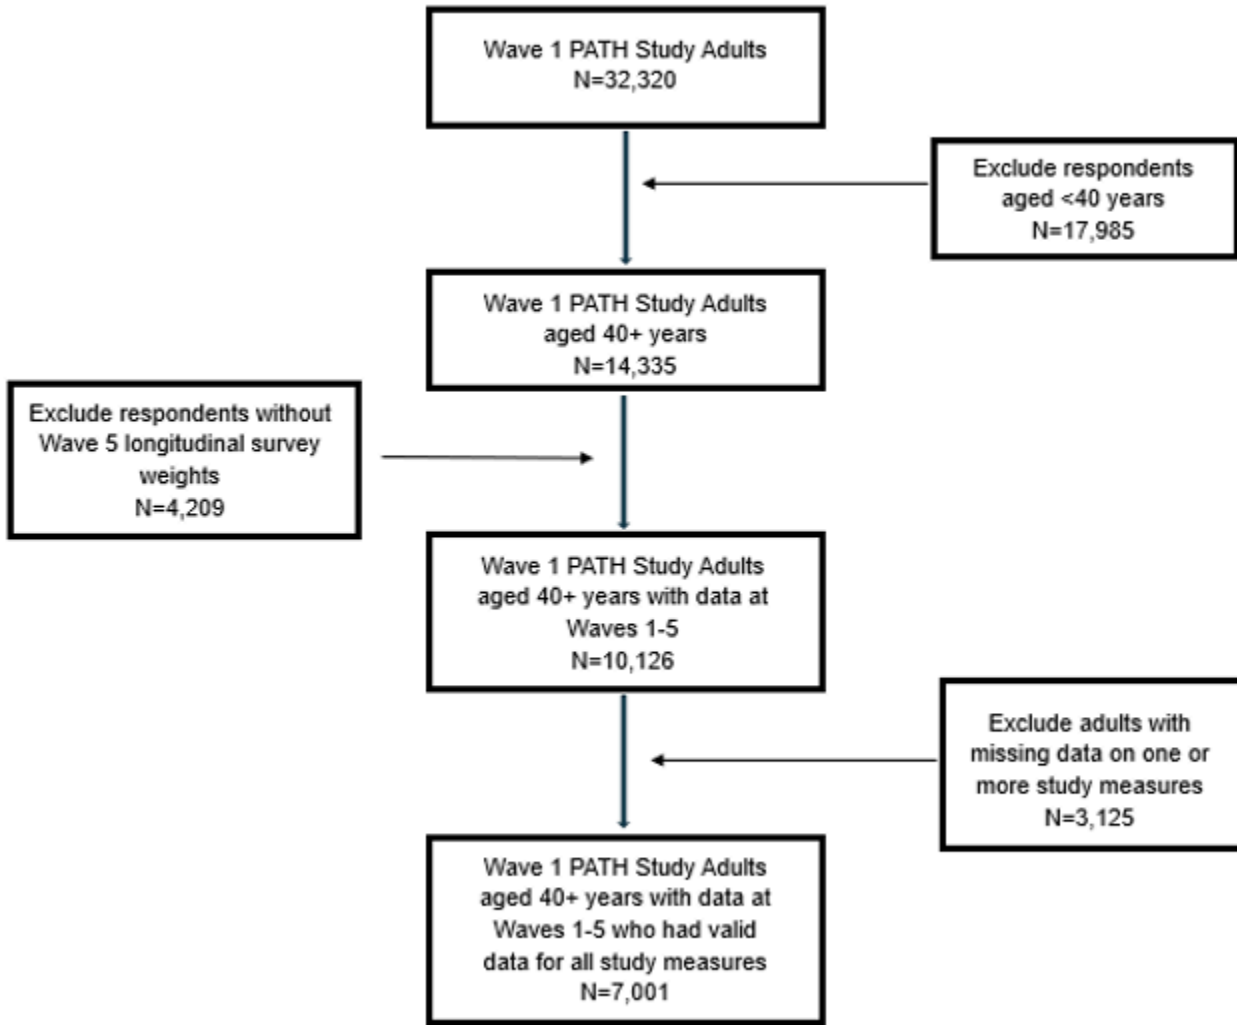 Wave 1 PATH Study Adults
N=32,320
Exclude respondents
aged <40 years
N=17,985
Wave 1 PATH Study Adults
aged 40+ years
N=14,335
Exclude respondents without
Wave 5 longitudinal survey
weights
N=4,209
Wave 1 PATH Study Adults
aged 40+ years with data at
Waves 1-5
N=10,126
Exclude adults with
missing data on one or
more study measures
N=3,125
Wave 1 PATH Study Adults
aged 40+ years with data at
Waves 1-5 who had valid
data for all study measures
N=7,001